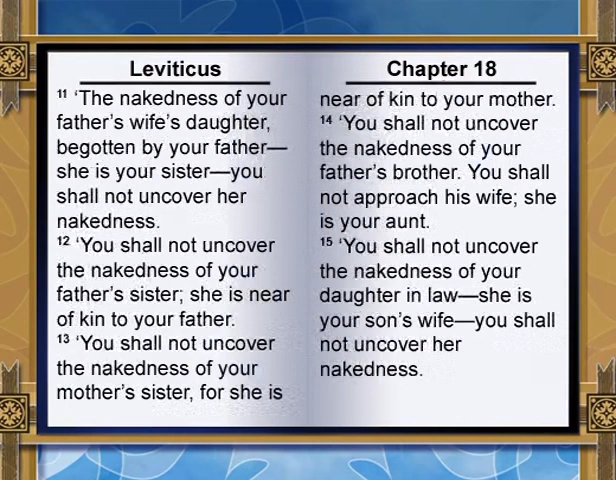 Leviticus
¹¹ ‘The nakedness of your
father’s wife’s daughter,
begotten by your father—
she is your sister—you
shall not uncover her
nakedness.
¹² ‘You shall not uncover
the nakedness of your
father’s sister; she is near
of kin to your father.
¹³ ‘You shall not uncover
the nakedness of your
mother’s sister, for she is
Chapter 18
near of kin to your mother.
¹⁴ ‘You shall not uncover
the nakedness of your
father’s brother. You shall
not approach his wife; she
is your aunt.
¹⁵ ‘You shall not uncover
the nakedness of your
daughter in law—she is
your son’s wife—you shall
not uncover her
nakedness.